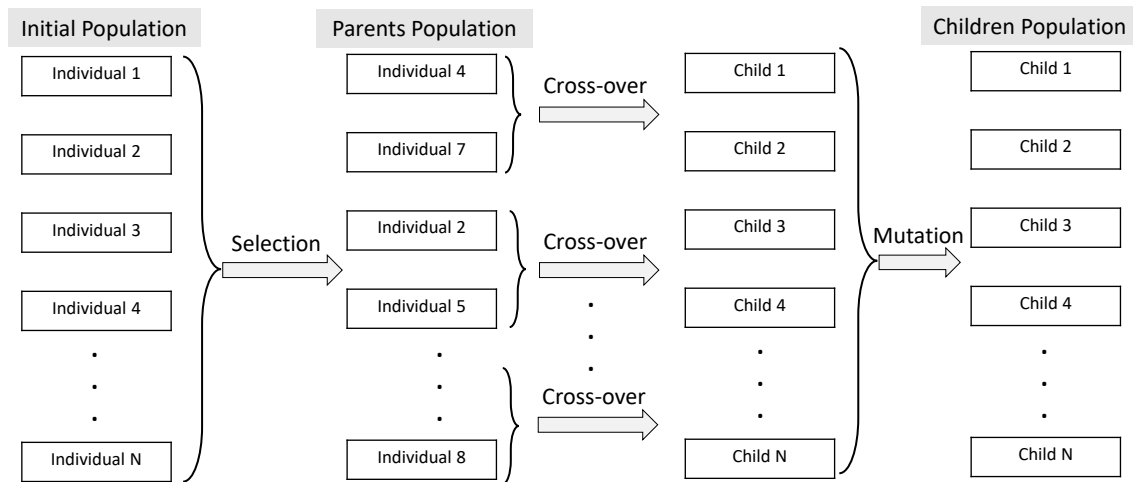 Initial Population
Individual 1
Individual 2
Individual 3
Individual 4
.
.
.
Individual N
Selection
Parents Population
Individual 4
Individual 7
Individual 2
Individual 5
.
.
.
Individual 8
Cross-over
Cross-over
.
.
.
Cross-over
Child 1
Child 2
Child 3
Child 4
.
.
.
Child N
Mutation
Children Population
Child 1
Child 2
Child 3
Child 4
.
.
.
Child N